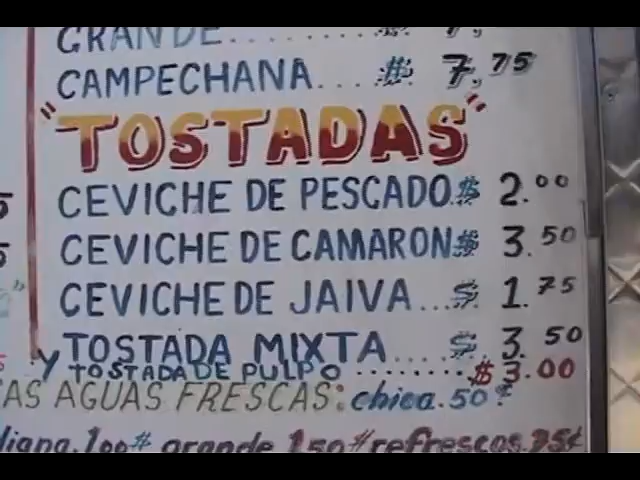 GRANDE........
CAMPECHANA.... $ 7,75
"TOSTADAS"
CEVICHE DE PESCADO.$ 2.00
CEVICHE DE CAMARON $ 3.50
CEVICHE DE JAIVA...$ 1.75
TOSTADA MIXTA....$ 3.50
y TOSTADA DE PULPO ........$3.00
AS AGUAS FRESCAS: chica.50¢
diana.1oo$ grande 1.50$ refrescos.75¢